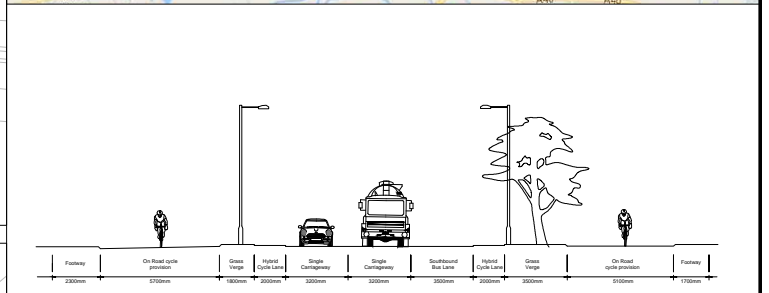 A40 A40
Footway
On Road cycle
provision
Grass
Verge
Hybrid
Cycle Lane
Single
Carriageway
Single
Carriageway
Southbound
Bus Lane
Hybrid
Cycle Lane
Grass
Verge
On Road
cycle provision
Footway
2300mm 5700mm 1800mm 2000mm 3200mm 3200mm 3500mm 2000mm 3500mm 5100mm 1700mm